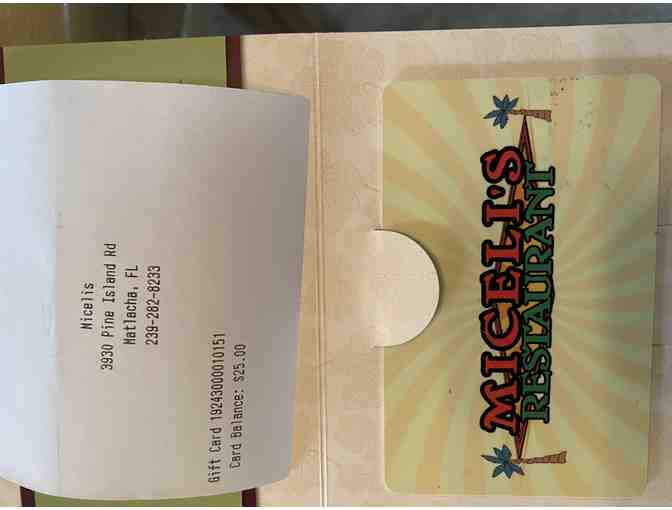 Micelis
3930 Pine Island Rd
Matlacha, FL
239-282-8233
Gift Card 19243000010151
Card Balance: $25.00
MICELI'S
RESTAURANT